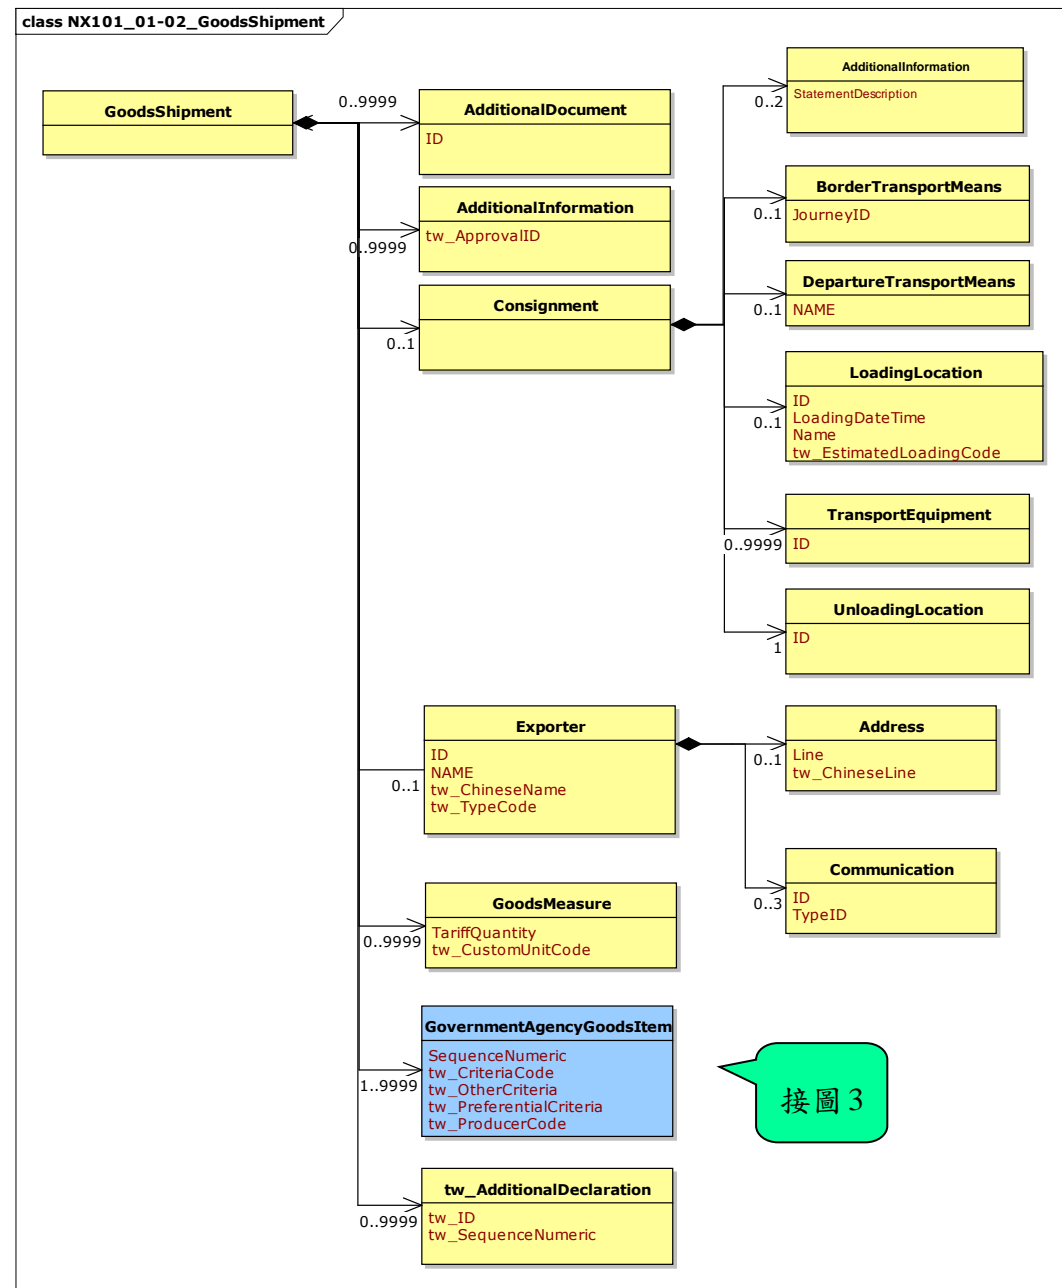 class NX101_01-02_GoodsShipment
GoodsShipment
0..9999
AdditionalDocument
ID
AdditionalInformation
tw_ApprovalID
0..9999
Consignment
0..1
AdditionalInformation
StatementDescription
0..2
BorderTransportMeans
JourneyID
0..1
DepartureTransportMeans
NAME
0..1
LoadingLocation
ID
LoadingDateTime
Name
tw_EstimatedLoadingCode
0..1
TransportEquipment
ID
0..9999
UnloadingLocation
ID
1
Exporter
ID
NAME
tw_ChineseName
tw_TypeCode
0..1
Address
Line
tw_ChineseLine
0..1
Communication
ID
TypeID
0..3
GoodsMeasure
TariffQuantity
tw_CustomUnitCode
0..9999
GovernmentAgencyGoodsItem
SequenceNumeric
tw_CriteriaCode
tw_OtherCriteria
tw_PreferentialCriteria
tw_ProducerCode
1..9999
接圖3
tw_AdditionalDeclaration
tw_ID
tw_SequenceNumeric
0..9999